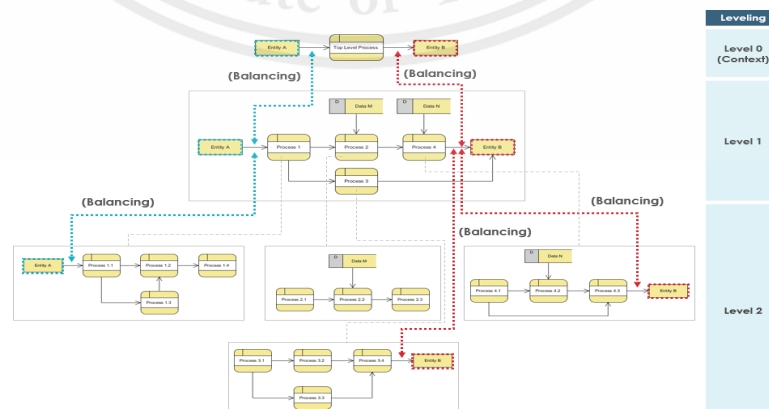 Leveling
Entity A
Top Level Process
Entity B
Level 0
(Context)
(Balancing)
(Balancing)
D Data M
D Data N
Entity A
Process 1
Process 2
Process 4
Entity B
Level 1
Process 3
(Balancing)
(Balancing)
(Balancing)
Entity A
Process 1.1
Process 1.2
Process 1.4
Process 1.3
D Data M
Process 2.1
Process 2.2
Process 2.3
D Data N
Process 4.1
Process 4.2
Process 4.3
Entity B
Level 2
Process 3.1
Process 3.2
Process 3.4
Entity B
Process 3.3